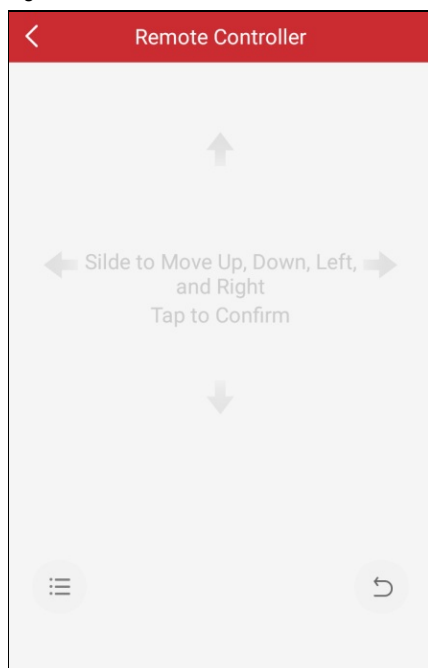 Remote Controller
Silde to Move Up, Down, Left,
and Right
Tap to Confirm